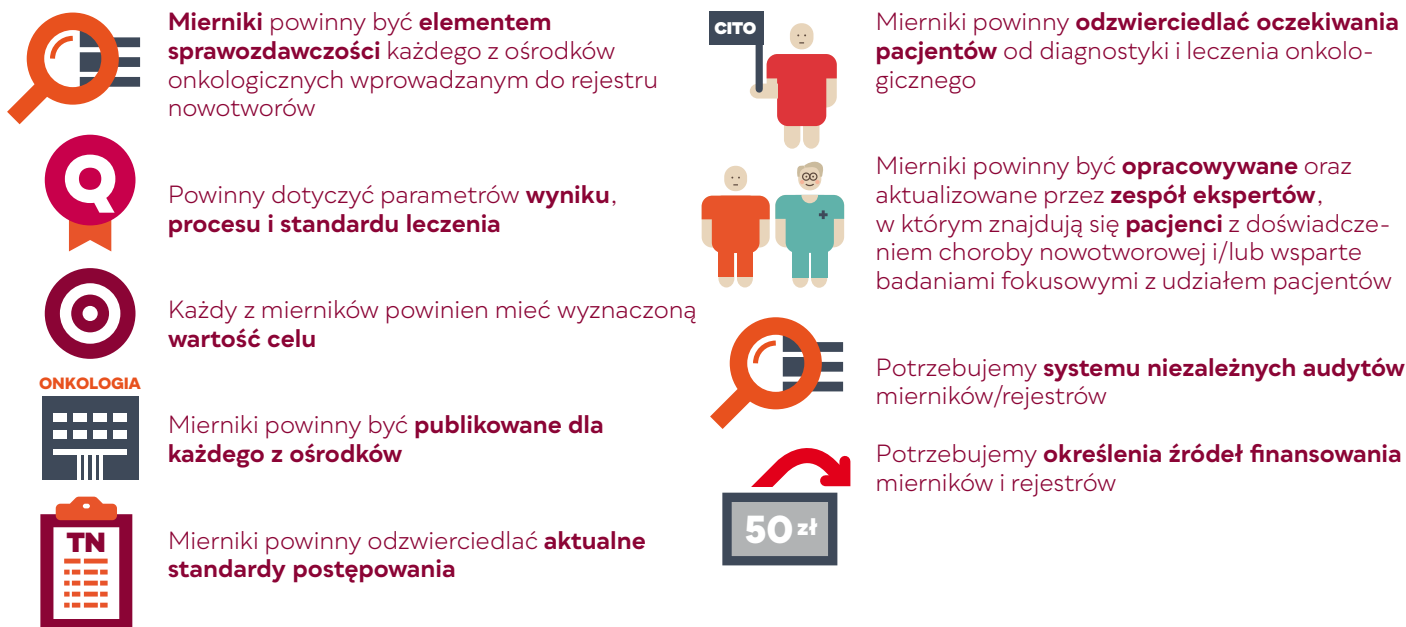 Mierniki powinny być elementem
sprawozdawczości każdego z ośrodków
onkologicznych wprowadzanym do rejestru
nowotworów
Q
Powinny dotyczyć parametrów wyniku,
procesu i standardu leczenia
Każdy z mierników powinien mieć wyznaczoną
wartość celu
ONKOLOGIA
Mierniki powinny być publikowane dla
każdego z ośrodków
TN
Mierniki powinny odzwierciedlać aktualne
standardy postępowania
CITO
Mierniki powinny odzwierciedlać oczekiwania
pacjentów od diagnostyki i leczenia onkolo-
gicznego
Mierniki powinny być opracowywane oraz
aktualizowane przez zespół ekspertów,
w którym znajdują się pacjenci z doświadcze-
niem choroby nowotworowej i/lub wsparte
badaniami fokusowymi z udziałem pacjentów
Potrzebujemy systemu niezależnych audytów
mierników/rejestrów
Potrzebujemy określenia źródeł finansowania
mierników i rejestrów
50 zł